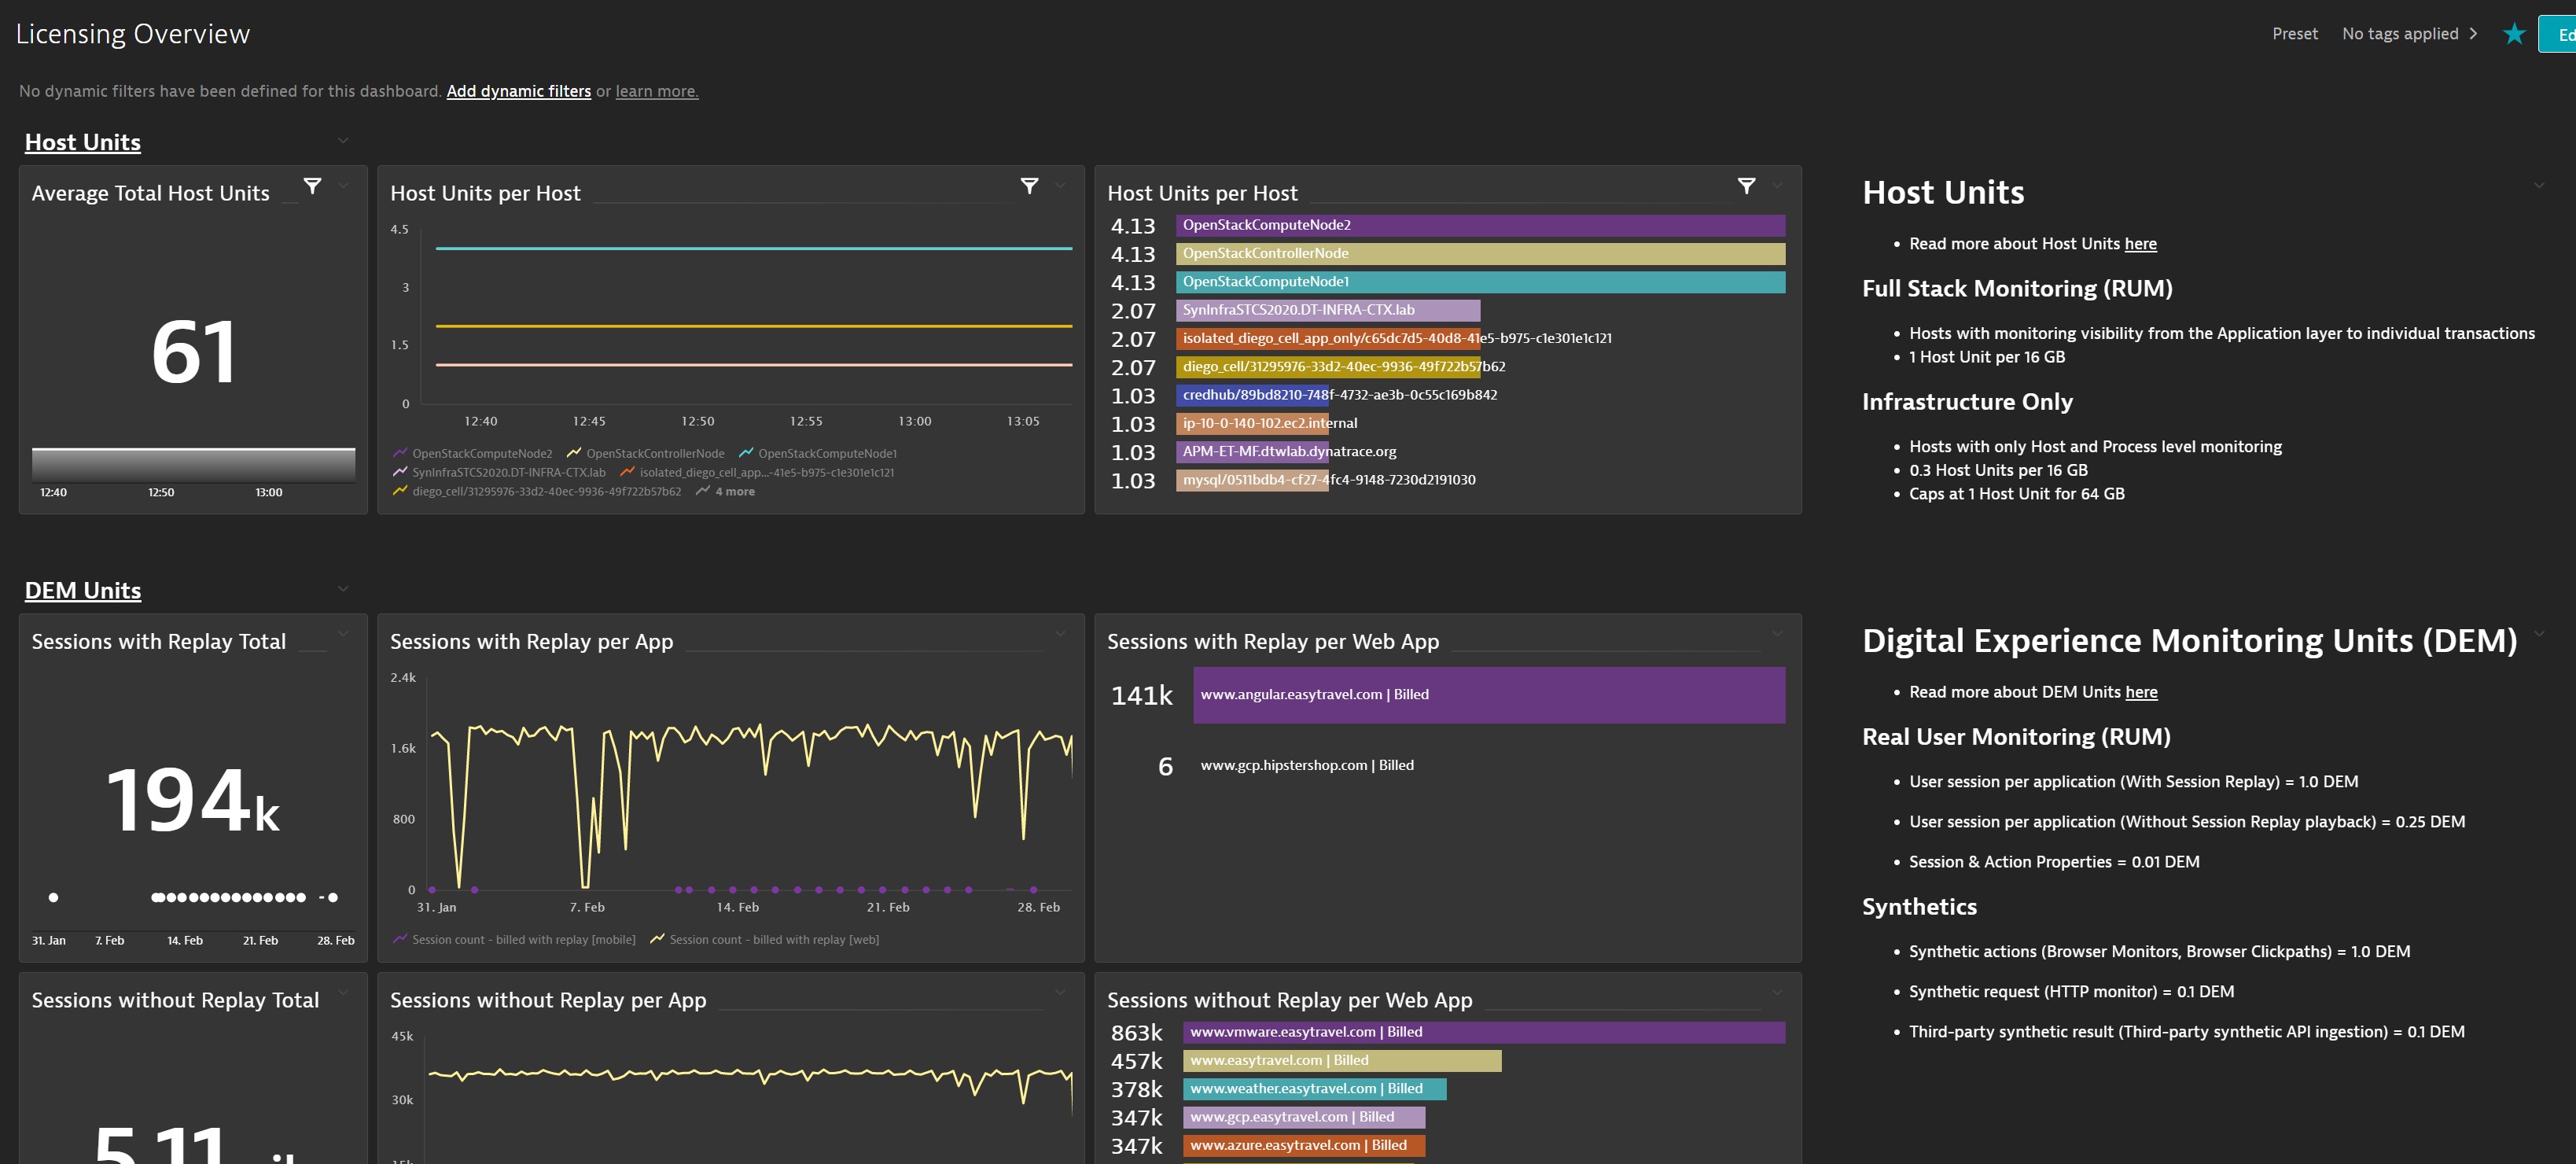 Licensing Overview
Preset
No tags applied
No dynamic filters have been defined for this dashboard. Add dynamic filters or learn more.
Host Units
Average Total Host Units
61
12:40 12:50 13:00
Host Units per Host
4.5
3
1.5
0
12:40 12:45 12:50 12:55 13:00 13:05
OpenStackComputeNode2 OpenStackControllerNode OpenStackComputeNode1
SynInfraSTCS2020.DT-INFRA-CTX.lab isolated_diego_cell_app...-41e5-b975-c1e301e1c121
diego_cell/31295976-33d2-40ec-9936-49f722b57b62 4 more
Host Units per Host
4.13 OpenStackComputeNode2
4.13 OpenStackControllerNode
4.13 OpenStackComputeNode1
2.07 SynInfraSTCS2020.DT-INFRA-CTX.lab
2.07 isolated_diego_cell_app_only/c65dc7d5-40d8-41e5-b975-c1e301e1c121
2.07 diego_cell/31295976-33d2-40ec-9936-49f722b57b62
1.03 credhub/89bd8210-748f-4732-ae3b-0c55c169b842
1.03 ip-10-0-140-102.ec2.internal
1.03 APM-ET-MF.dtwlab.dynatrace.org
1.03 mysql/0511bdb4-cf27-4fc4-9148-7230d2191030
Host Units
• Read more about Host Units here
Full Stack Monitoring (RUM)
• Hosts with monitoring visibility from the Application layer to individual transactions
• 1 Host Unit per 16 GB
Infrastructure Only
• Hosts with only Host and Process level monitoring
• 0.3 Host Units per 16 GB
• Caps at 1 Host Unit for 64 GB
DEM Units
Sessions with Replay Total
194k
31. Jan 7. Feb 14. Feb 21. Feb 28. Feb
Sessions with Replay per App
2.4k
1.6k
800
0
31. Jan 7. Feb 14. Feb 21. Feb 28. Feb
Session count - billed with replay [mobile] Session count - billed with replay [web]
Sessions with Replay per Web App
141k www.angular.easytravel.com | Billed
6 www.gcp.hipstershop.com | Billed
Digital Experience Monitoring Units (DEM)
• Read more about DEM Units here
Real User Monitoring (RUM)
• User session per application (With Session Replay) = 1.0 DEM
• User session per application (Without Session Replay playback) = 0.25 DEM
• Session & Action Properties = 0.01 DEM
Synthetics
• Synthetic actions (Browser Monitors, Browser Clickpaths) = 1.0 DEM
• Synthetic request (HTTP monitor) = 0.1 DEM
• Third-party synthetic result (Third-party synthetic API ingestion) = 0.1 DEM
Sessions without Replay Total
5.11
Sessions without Replay per App
45k
30k
Sessions without Replay per Web App
863k www.vmware.easytravel.com | Billed
457k www.easytravel.com | Billed
378k www.weather.easytravel.com | Billed
347k www.gcp.easytravel.com | Billed
347k www.azure.easytravel.com | Billed